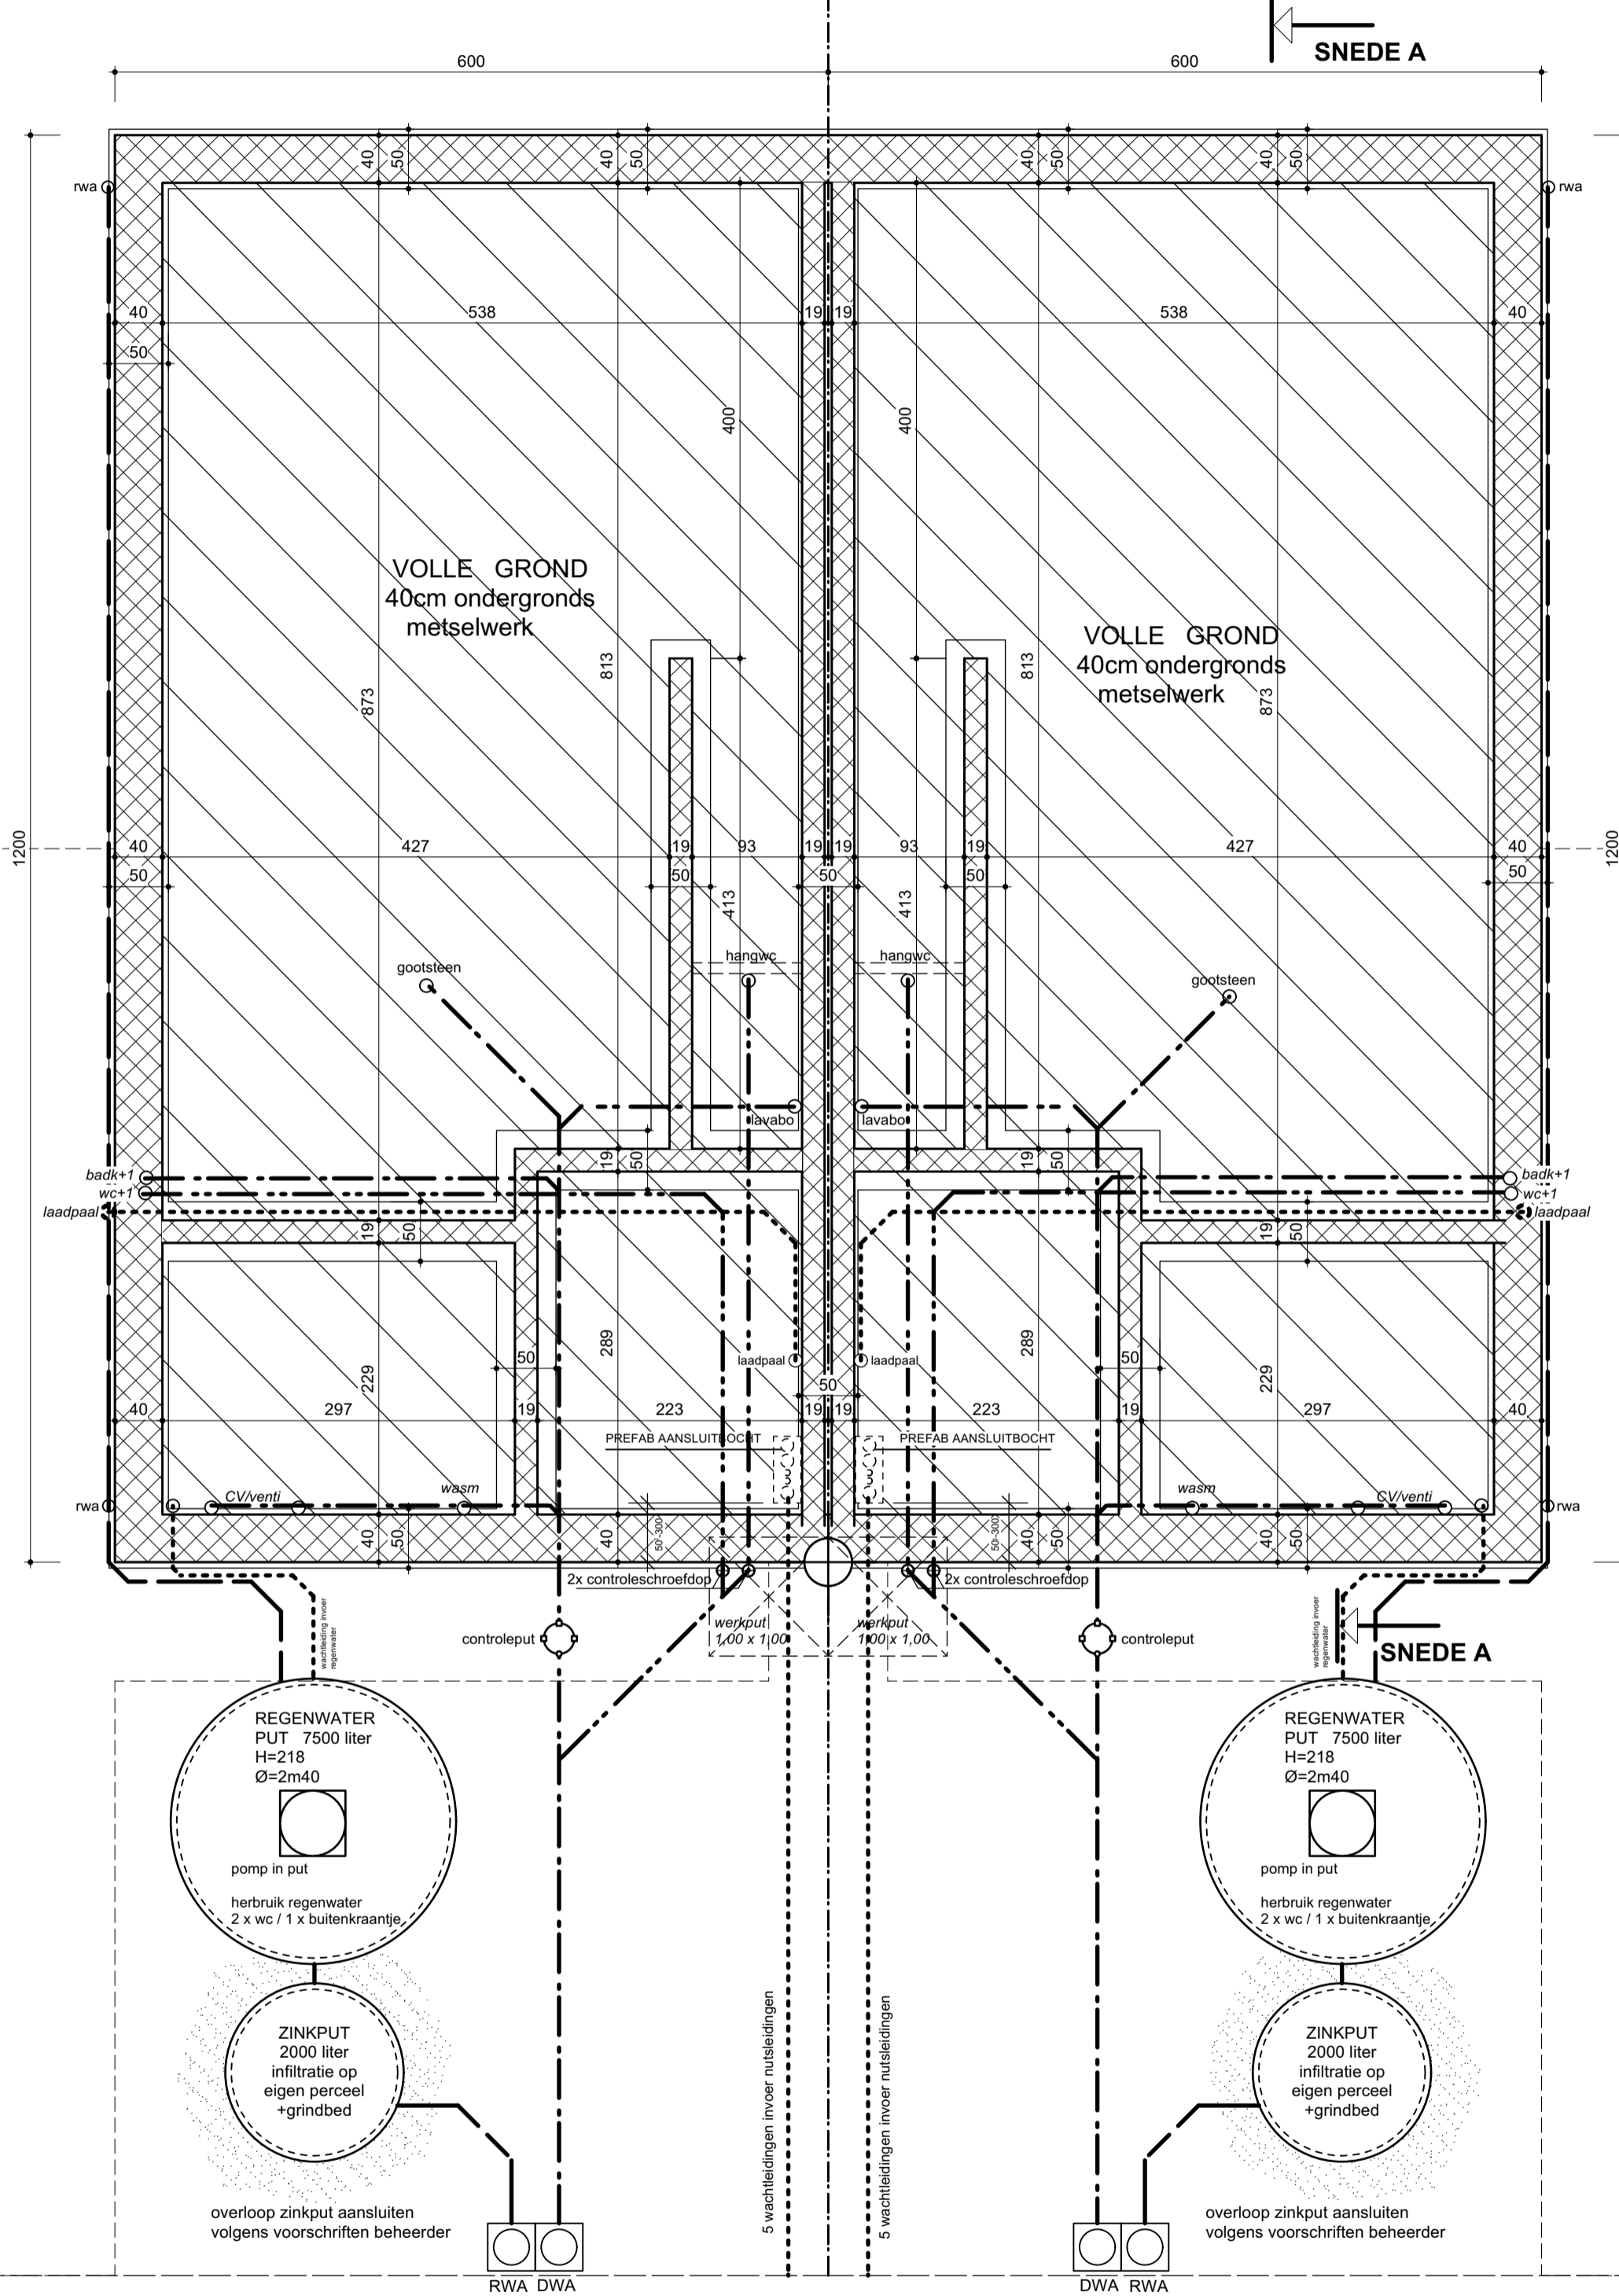 SNEDE A
600
600
40
50
40
50
40
50
40
50
rwa
rwa
40
538
19
19
538
40
50
400
400
VOLLE GROND
40cm ondergronds
metselwerk
VOLLE GROND
40cm ondergronds
metselwerk
813
813
873
873
1200
1200
40
427
19
93
19
19
93
19
427
40
50
50
50
50
50
413
413
hangwc
hangwc
gootsteen
gootsteen
lavabo
lavabo
19
50
19
50
badk+1
badk+1
wc+1
wc+1
laadpaal
laadpaal
19
50
19
50
289
289
50
50
laadpaal
laadpaal
229
229
50
40
297
19
223
19
19
223
19
297
40
PREFAB AANSLUITBOCHT
PREFAB AANSLUITBOCHT
CV/venti
wasm
wasm
CV/venti
rwa
rwa
40
50
40
50-300
50-300
40
50
40
50
2x controleschroefdop
2x controleschroefdop
werkput
1,00 x 1,00
werkput
1,00 x 1,00
controleput
controleput
wachtleiding invoer
regenwater
wachtleiding invoer
regenwater
SNEDE A
REGENWATER
PUT 7500 liter
H=218
Ø=2m40
REGENWATER
PUT 7500 liter
H=218
Ø=2m40
pomp in put
pomp in put
herbruik regenwater
2 x wc / 1 x buitenkraantje
herbruik regenwater
2 x wc / 1 x buitenkraantje
5 wachtleidingen invoer nutsleidingen
5 wachtleidingen invoer nutsleidingen
ZINKPUT
2000 liter
infiltratie op
eigen perceel
+grindbed
ZINKPUT
2000 liter
infiltratie op
eigen perceel
+grindbed
overloop zinkput aansluiten
volgens voorschriften beheerder
overloop zinkput aansluiten
volgens voorschriften beheerder
RWA DWA
DWA RWA